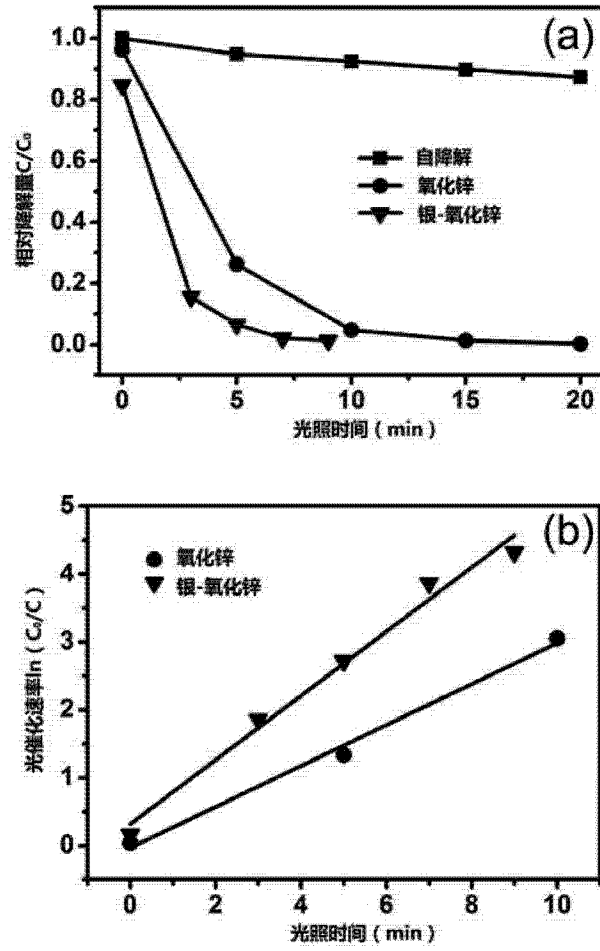 (a)
1.0
0.8
0.6
0.4
0.2
0.0
相对降解量C/C₀
自降解
氧化锌
银-氧化锌
0 5 10 15 20
光照时间（min）
(b)
5
4
3
2
1
0
光催化速率ln（C₀/C）
氧化锌
银-氧化锌
0 2 4 6 8 10
光照时间（min）